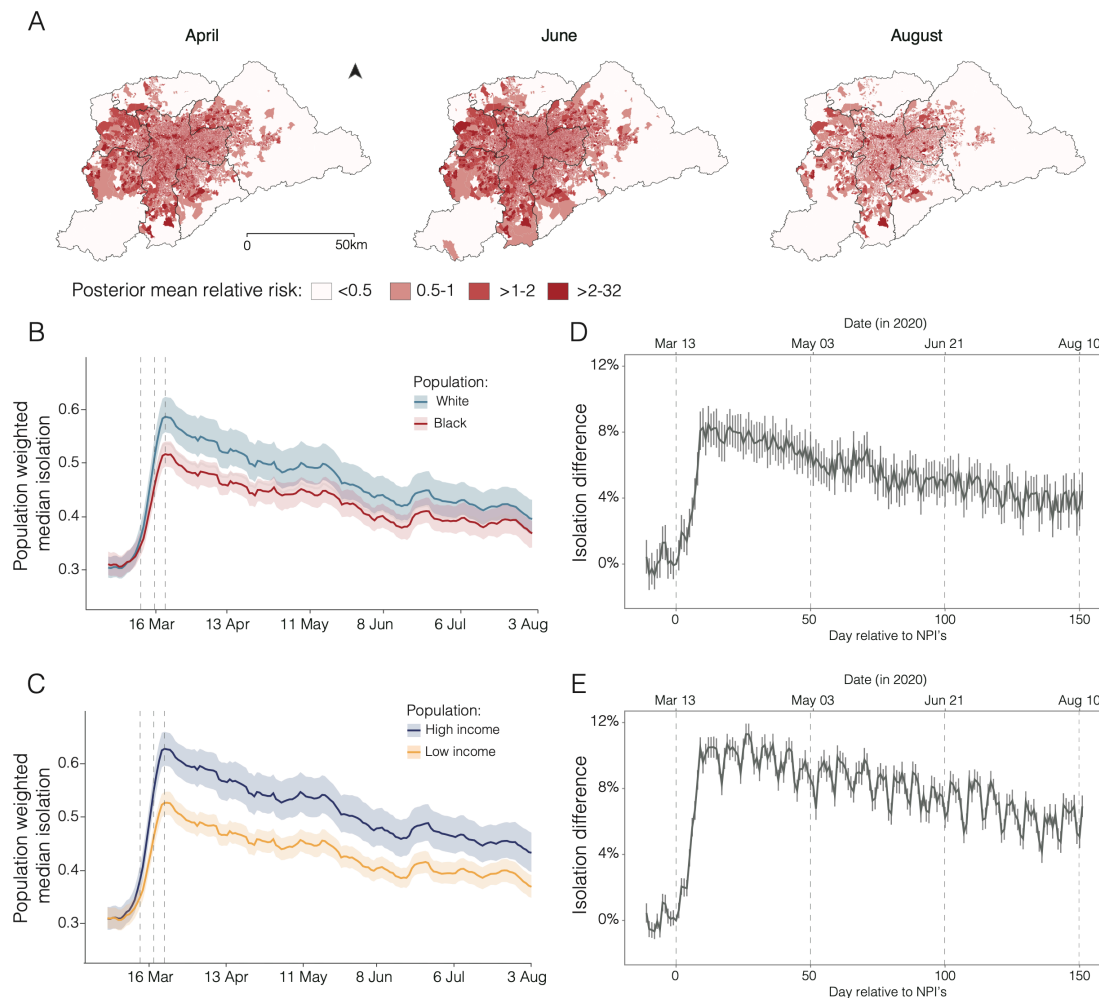 A
April
June
August
0
50km
Posterior mean relative risk:
<0.5
0.5-1
>1-2
>2-32
B
Population weighted
median isolation
0.6
0.5
0.4
0.3
Population:
White
Black
16 Mar
13 Apr
11 May
8 Jun
6 Jul
3 Aug
D
Date (in 2020)
Mar 13
May 03
Jun 21
Aug 10
Isolation difference
12%
8%
4%
0%
0
50
100
150
Day relative to NPI's
C
Population weighted
median isolation
0.6
0.5
0.4
0.3
Population:
High income
Low income
16 Mar
13 Apr
11 May
8 Jun
6 Jul
3 Aug
E
Date (in 2020)
Mar 13
May 03
Jun 21
Aug 10
Isolation difference
12%
8%
4%
0%
0
50
100
150
Day relative to NPI's